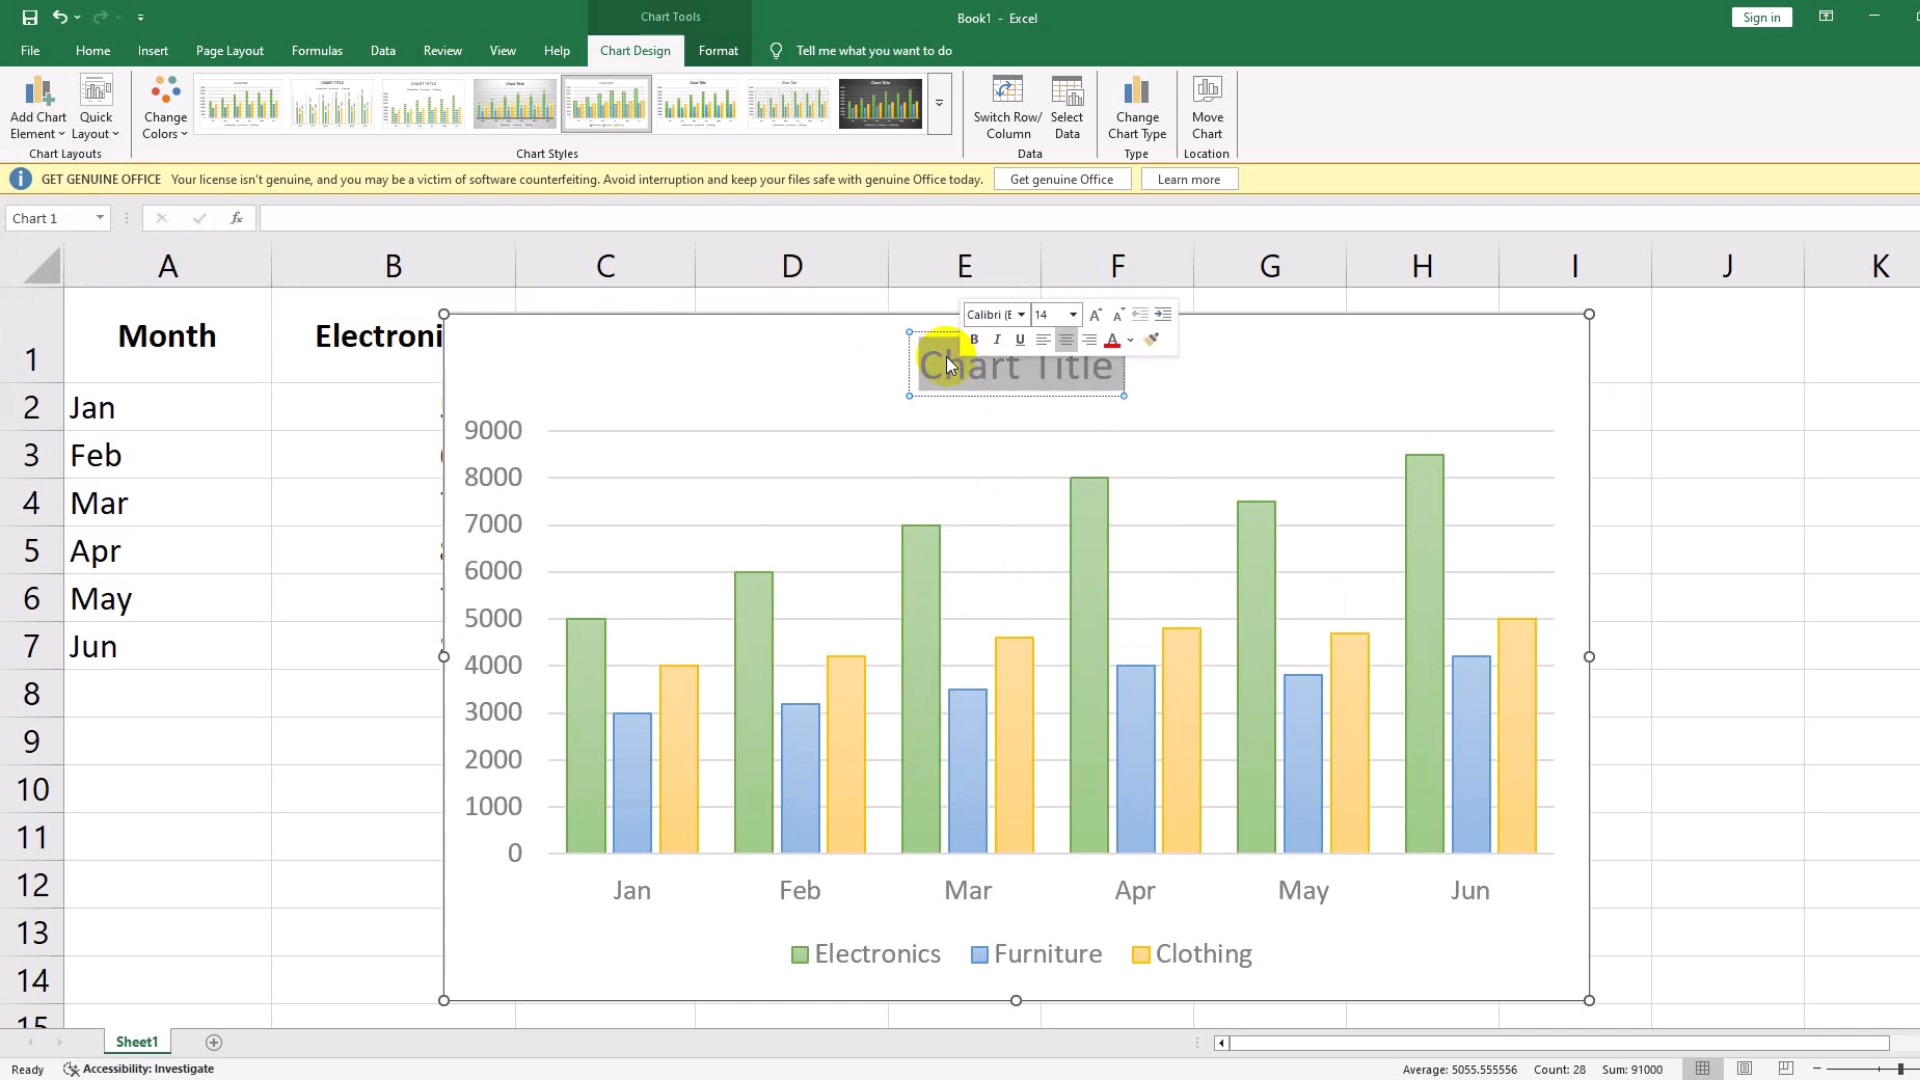 Chart Tools
Book1 - Excel
Sign in
File Home Insert Page Layout Formulas Data Review View Help Chart Design Format Tell me what you want to do
Add Chart Element
Quick Layout
Change Colors
Switch Row/ Column
Select Data
Change Chart Type
Move Chart
Chart Layouts Chart Styles Data Type Location
GET GENUINE OFFICE Your license isn't genuine, and you may be a victim of software counterfeiting. Avoid interruption and keep your files safe with genuine Office today. Get genuine Office Learn more
Chart 1 fx
A B C D E F G H I J K
Calibri (E 14
B I U A
1 Month Electroni
Chart Title
2 Jan
3 Feb
4 Mar
5 Apr
6 May
7 Jun
8
9
10
11
12
13
14
15
9000
8000
7000
6000
5000
4000
3000
2000
1000
0
Jan Feb Mar Apr May Jun
Electronics Furniture Clothing
Sheet1
Ready Accessibility: Investigate Average: 5055.555556 Count: 28 Sum: 91000